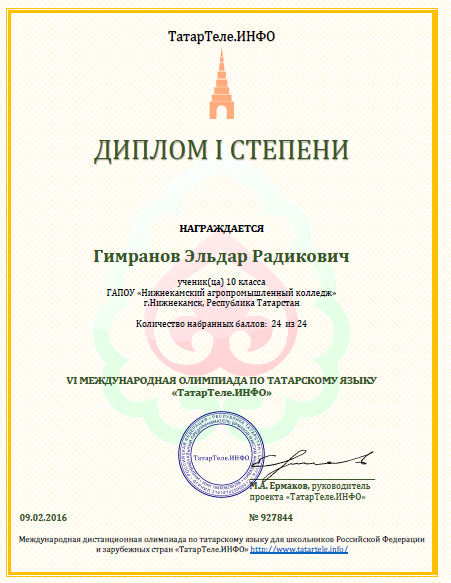 ТатарТеле.ИНФО
ДИПЛОМ I СТЕПЕНИ
НАГРАЖДАЕТСЯ
Гимранов Эльдар Радикович
ученик(ца) 10 класса
ГАПОУ «Нижнекамский агропромышленный колледж»
г.Нижнекамск, Республика Татарстан
Количество набранных баллов: 24 из 24
VI МЕЖДУНАРОДНАЯ ОЛИМПИАДА ПО ТАТАРСКОМУ ЯЗЫКУ
«ТатарТеле.ИНФО»
ТатарТеле.ИНФО
М.А. Ермаков, руководитель
проекта «ТатарТеле.ИНФО»
09.02.2016 № 927844
Международная дистанционная олимпиада по татарскому языку для школьников Российской Федерации
и зарубежных стран «ТатарТеле.ИНФО» http://www.tatartele.info/